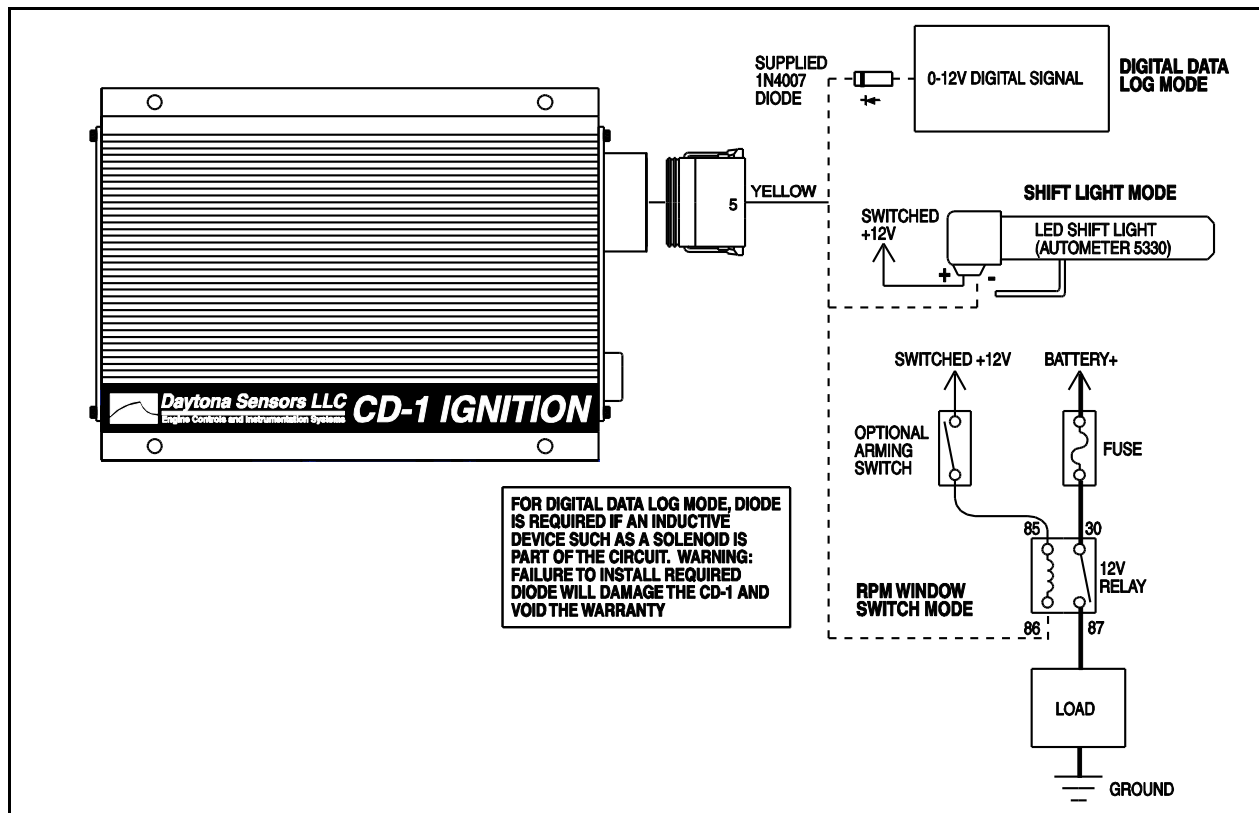 SUPPLIED
1N4007
DIODE
0-12V DIGITAL SIGNAL
DIGITAL DATA
LOG MODE
5
YELLOW
SHIFT LIGHT MODE
SWITCHED
+12V
LED SHIFT LIGHT
(AUTOMETER 5330)
+
-
SWITCHED +12V
BATTERY+
OPTIONAL
ARMING
SWITCH
FUSE
Daytona Sensors LLC
Engine Controls and Instrumentation Systems
CD-1 IGNITION
FOR DIGITAL DATA LOG MODE, DIODE
IS REQUIRED IF AN INDUCTIVE
DEVICE SUCH AS A SOLENOID IS
PART OF THE CIRCUIT. WARNING:
FAILURE TO INSTALL REQUIRED
DIODE WILL DAMAGE THE CD-1 AND
VOID THE WARRANTY
85
30
12V
RELAY
RPM WINDOW
SWITCH MODE
86
87
LOAD
GROUND